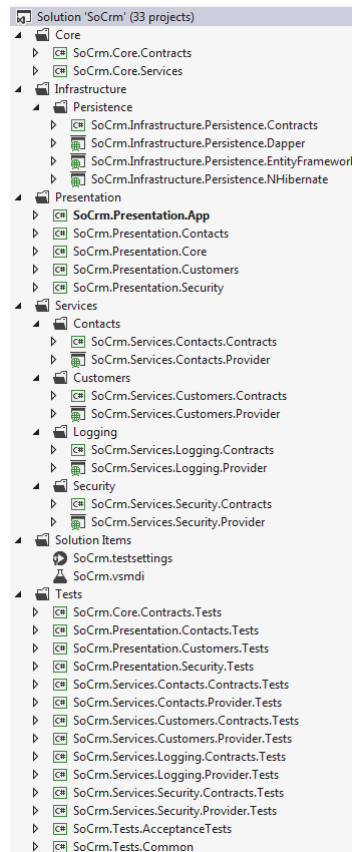 Solution 'SoCrm' (33 projects)
Core
C# SoCrm.Core.Contracts
C# SoCrm.Core.Services
Infrastructure
Persistence
C# SoCrm.Infrastructure.Persistence.Contracts
SoCrm.Infrastructure.Persistence.Dapper
SoCrm.Infrastructure.Persistence.EntityFramework
SoCrm.Infrastructure.Persistence.NHibernate
Presentation
C# SoCrm.Presentation.App
C# SoCrm.Presentation.Contacts
C# SoCrm.Presentation.Core
C# SoCrm.Presentation.Customers
C# SoCrm.Presentation.Security
Services
Contacts
C# SoCrm.Services.Contacts.Contracts
SoCrm.Services.Contacts.Provider
Customers
C# SoCrm.Services.Customers.Contracts
SoCrm.Services.Customers.Provider
Logging
C# SoCrm.Services.Logging.Contracts
SoCrm.Services.Logging.Provider
Security
C# SoCrm.Services.Security.Contracts
SoCrm.Services.Security.Provider
Solution Items
SoCrm.testsettings
SoCrm.vsmdi
Tests
C# SoCrm.Core.Contracts.Tests
C# SoCrm.Presentation.Contacts.Tests
C# SoCrm.Presentation.Customers.Tests
C# SoCrm.Presentation.Security.Tests
C# SoCrm.Services.Contacts.Contracts.Tests
C# SoCrm.Services.Contacts.Provider.Tests
C# SoCrm.Services.Customers.Contracts.Tests
C# SoCrm.Services.Customers.Provider.Tests
C# SoCrm.Services.Logging.Contracts.Tests
C# SoCrm.Services.Logging.Provider.Tests
C# SoCrm.Services.Security.Contracts.Tests
C# SoCrm.Services.Security.Provider.Tests
C# SoCrm.Tests.AcceptanceTests
C# SoCrm.Tests.Common